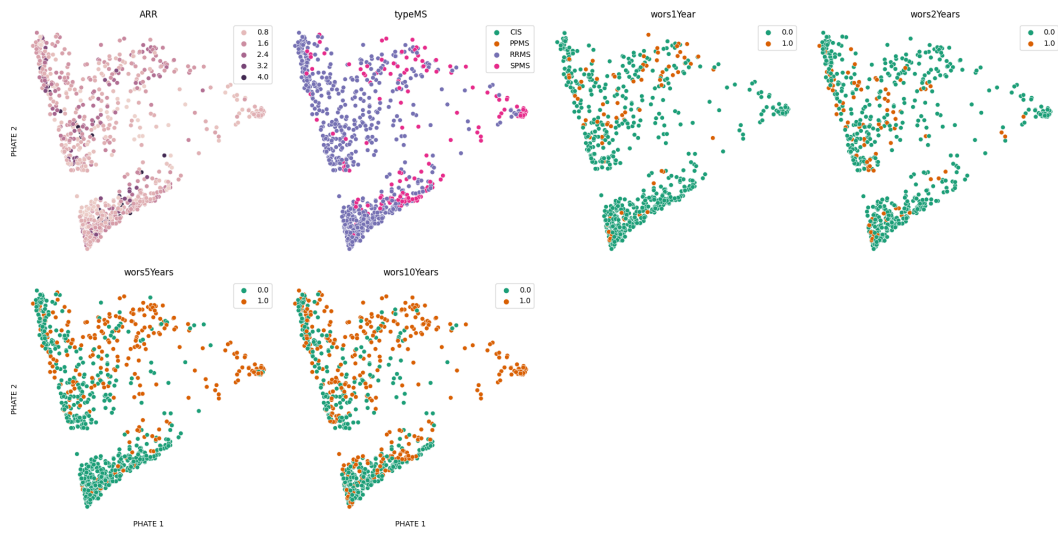 ARR
0.8
1.6
2.4
3.2
4.0
PHATE 2
typeMS
CIS
PPMS
RRMS
SPMS
wors1Year
0.0
1.0
wors2Years
0.0
1.0
wors5Years
0.0
1.0
PHATE 2
PHATE 1
wors10Years
0.0
1.0
PHATE 1